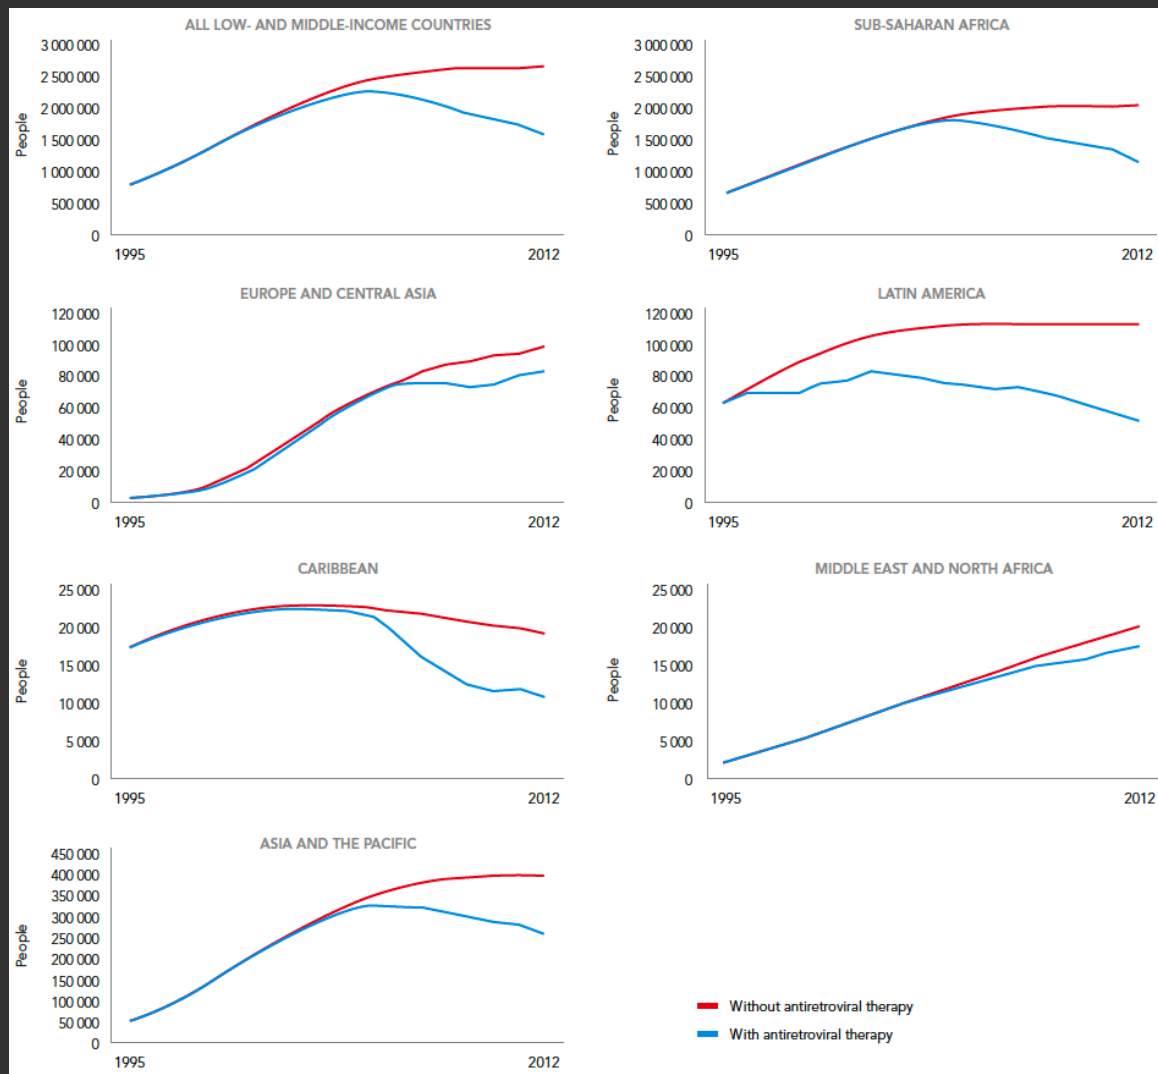 ALL LOW- AND MIDDLE-INCOME COUNTRIES
3 000 000
2 500 000
2 000 000
1 500 000
1 000 000
500 000
0
People
1995
2012
SUB-SAHARAN AFRICA
3 000 000
2 500 000
2 000 000
1 500 000
1 000 000
500 000
0
People
1995
2012
EUROPE AND CENTRAL ASIA
120 000
100 000
80 000
60 000
40 000
20 000
0
People
1995
2012
LATIN AMERICA
120 000
100 000
80 000
60 000
40 000
20 000
0
People
1995
2012
CARIBBEAN
25 000
20 000
15 000
10 000
5 000
0
People
1995
2012
MIDDLE EAST AND NORTH AFRICA
25 000
20 000
15 000
10 000
5 000
0
People
1995
2012
ASIA AND THE PACIFIC
450 000
400 000
350 000
300 000
250 000
200 000
150 000
100 000
50 000
0
People
1995
2012
Without antiretroviral therapy
With antiretroviral therapy